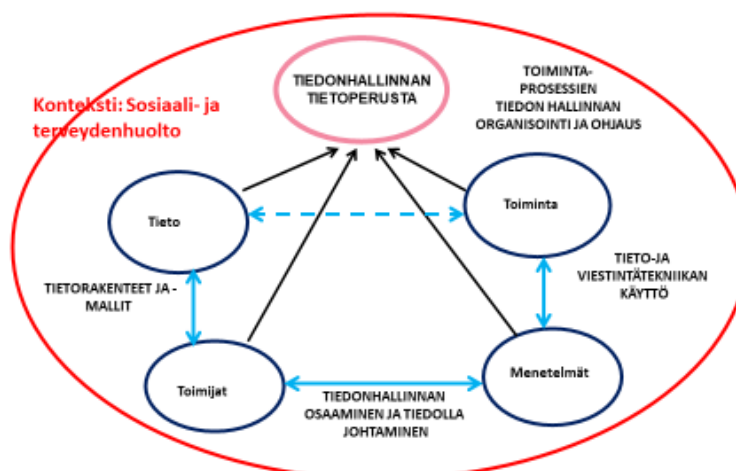 TIEDONHALLINNAN
TIETOPERUSTA
TOIMINTA-
PROSESSIEN
TIEDON HALLINNAN
ORGANISOINTI JA OHJAUS
Konteksti: Sosiaali- ja
terveydenhuolto
Tieto
Toiminta
TIETORAKENTEET JA -
MALLIT
TIETO-JA
VIESTINTÄTEKNIIKAN
KÄYTTÖ
Toimijat
Menetelmät
TIEDONHALLINNAN
OSAAMINEN JA TIEDOLLA
JOHTAMINEN